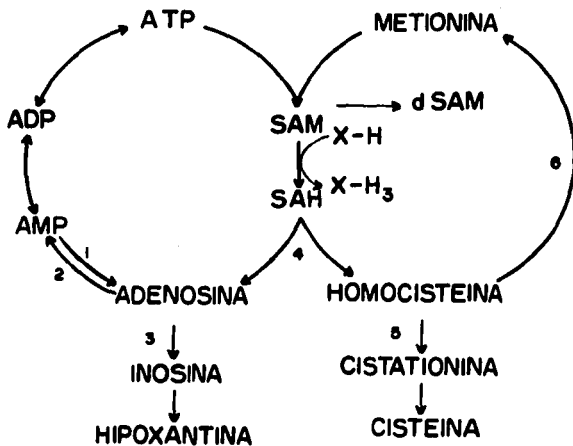 ATP
METIONINA
ADP
SAM
d SAM
X-H
6
X-H₃
SAH
AMP
1
2
4
ADENOSINA
HOMOCISTEINA
3
5
INOSINA
CISTATIONINA
HIPOXANTINA
CISTEINA